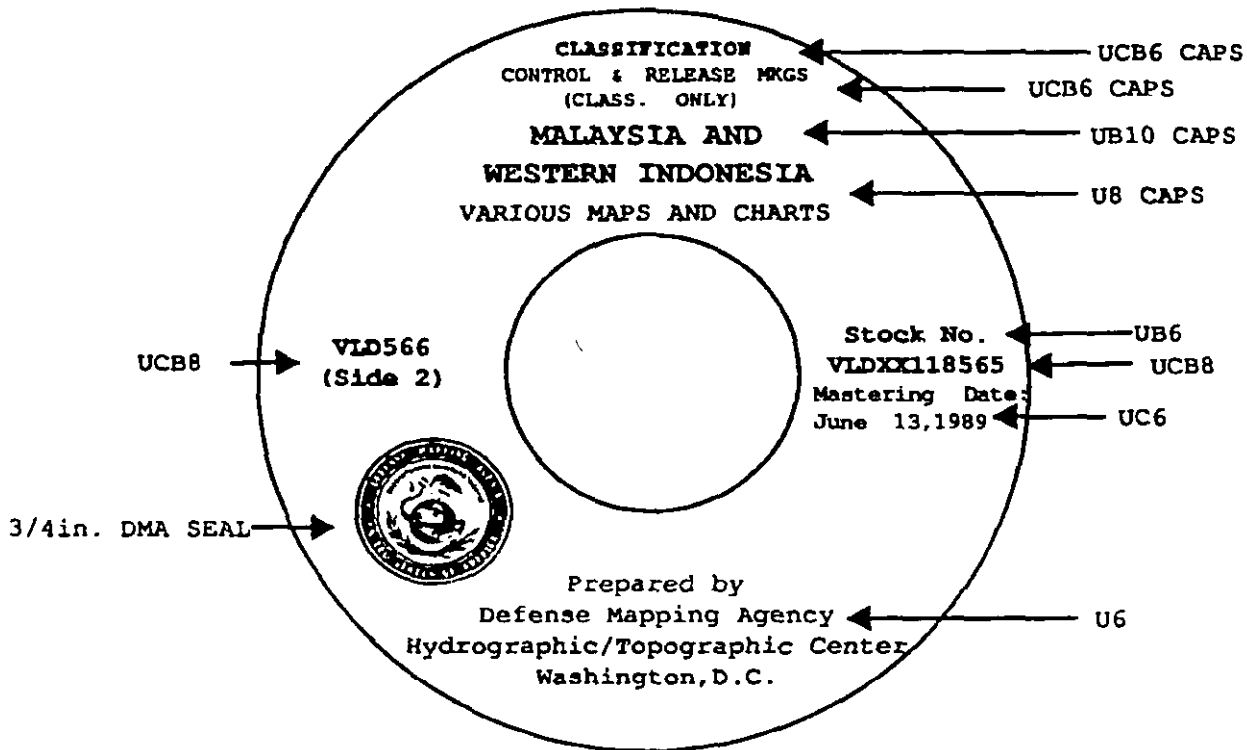 CLASSIFICATION
UCB6 CAPS
CONTROL & RELEASE MKGS
(CLASS. ONLY)
UCB6 CAPS
MALAYSIA AND
UB10 CAPS
WESTERN INDONESIA
VARIOUS MAPS AND CHARTS
U8 CAPS
UCB8
VLD566
(Side 2)
Stock No.
UB6
VLDXX118565
UCB8
Mastering Date:
June 13,1989
UC6
3/4in. DMA SEAL
Prepared by
Defense Mapping Agency
U6
Hydrographic/Topographic Center
Washington,D.C.